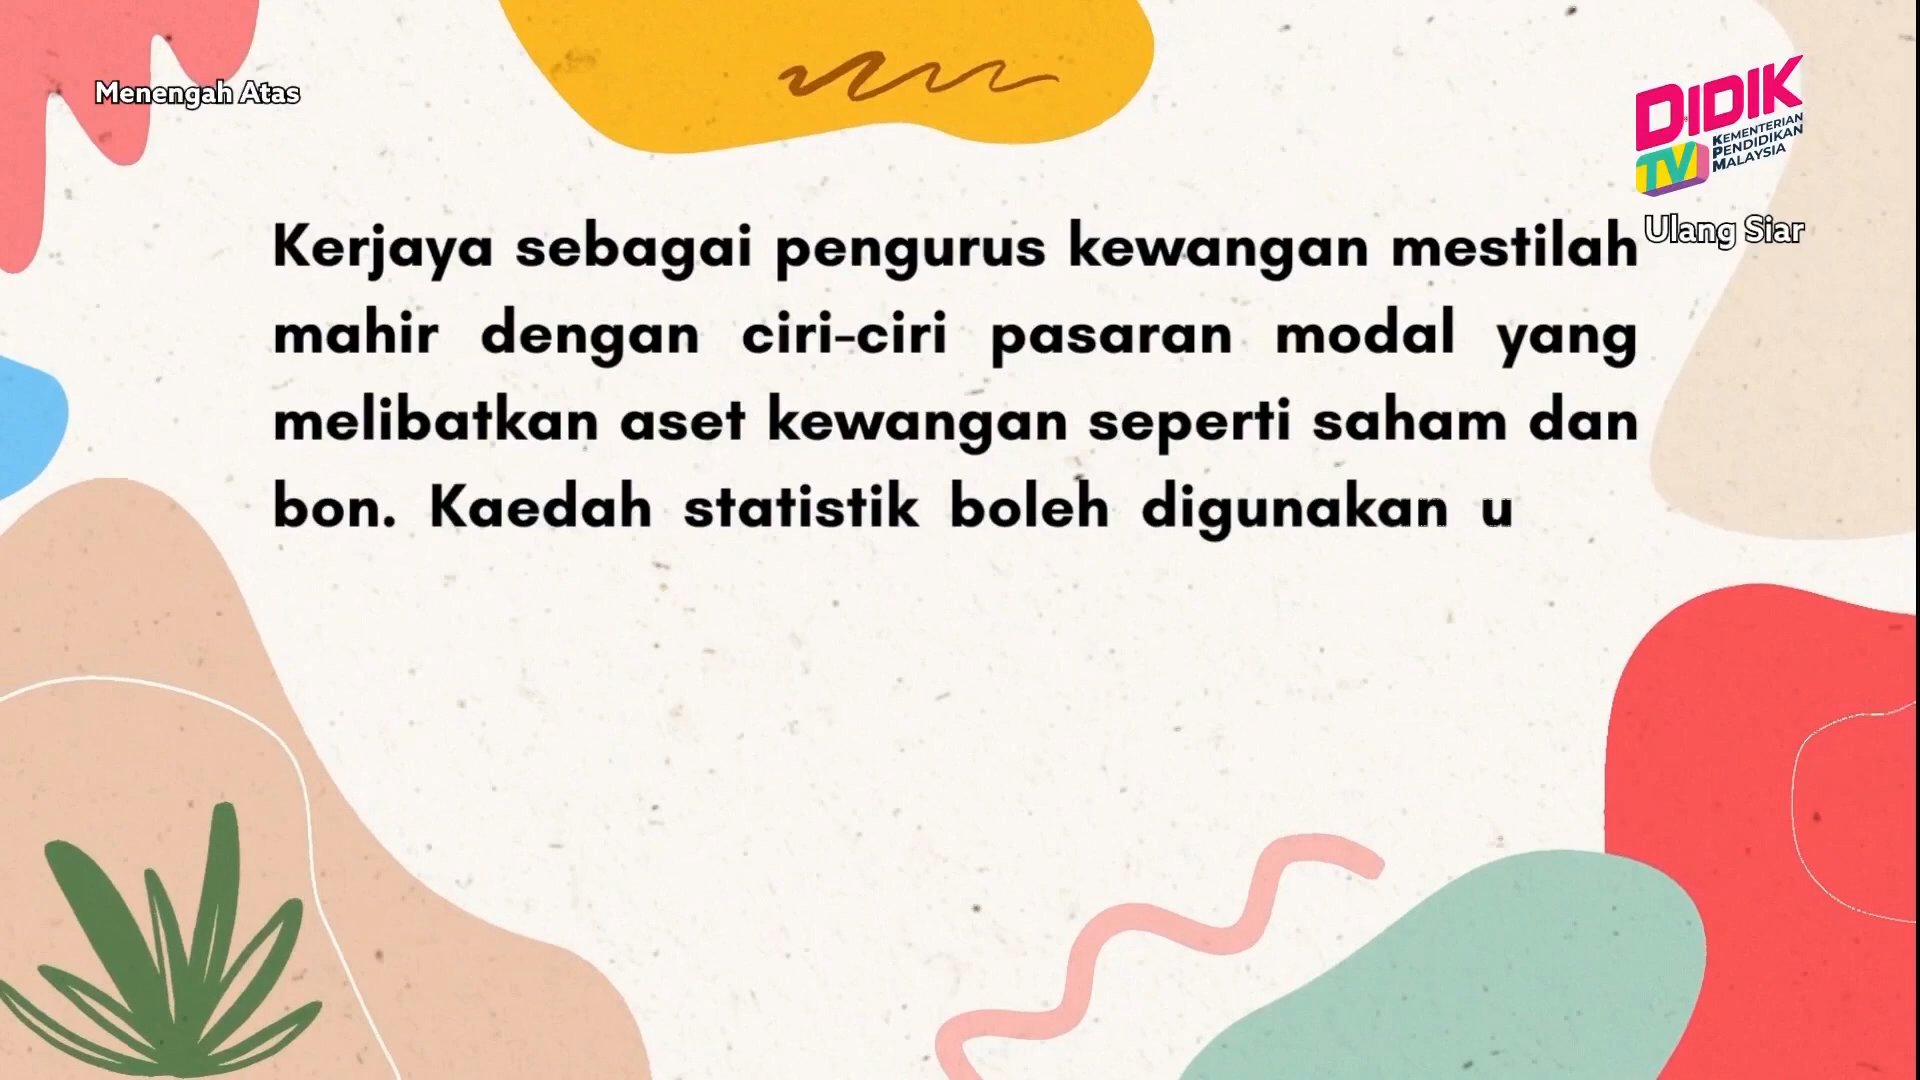 Menengah Atas
DIDIK
TV
KEMENTERIAN
PENDIDIKAN
MALAYSIA
Ulang Siar
Kerjaya sebagai pengurus kewangan mestilah
mahir dengan ciri-ciri pasaran modal yang
melibatkan aset kewangan seperti saham dan
bon. Kaedah statistik boleh digunakan u